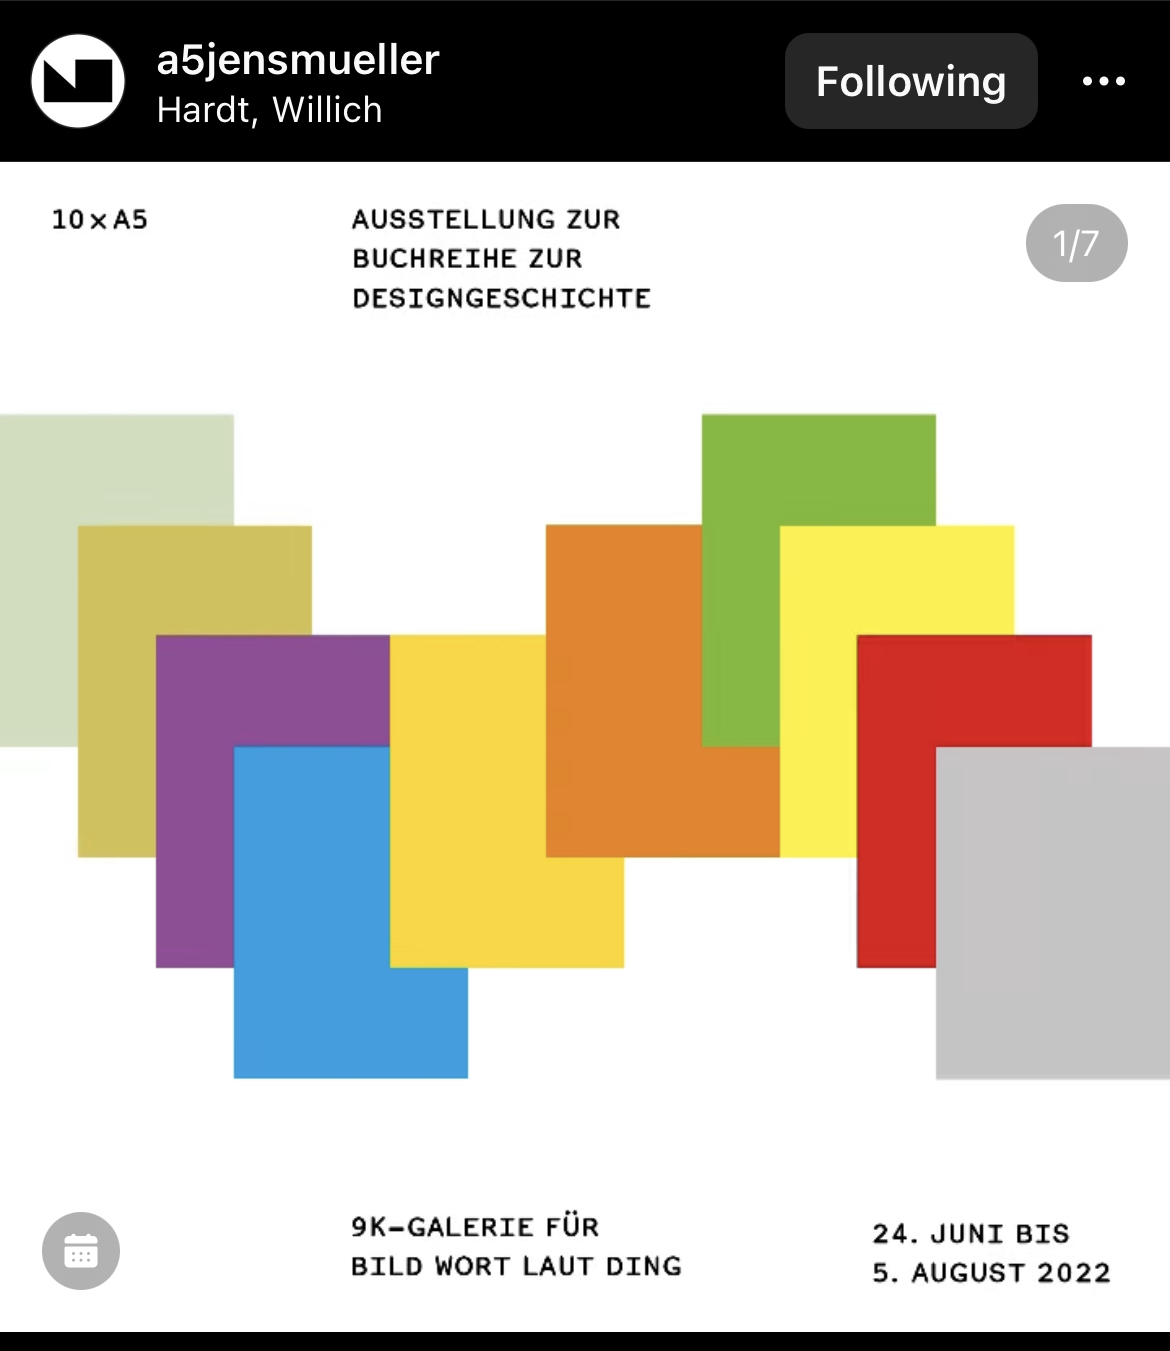 a5jensmueller
Hardt, Willich
Following
10 x A5
AUSSTELLUNG ZUR
BUCHREIHE ZUR
DESIGNGESCHICHTE
1/7
9K–GALERIE FÜR
BILD WORT LAUT DING
24. JUNI BIS
5. AUGUST 2022